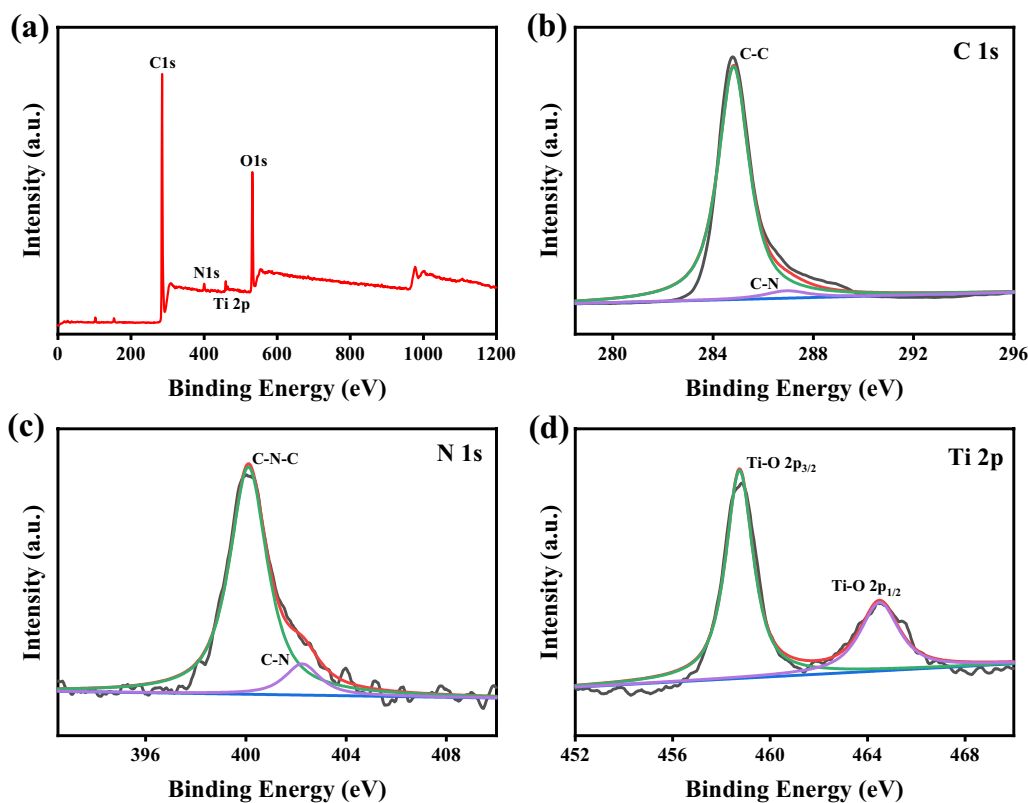 (a)
C1s
O1s
N1s
Ti 2p
Intensity (a.u.)
0 200 400 600 800 1000 1200
Binding Energy (eV)
(b)
C 1s
C-C
C-N
Intensity (a.u.)
280 284 288 292 296
Binding Energy (eV)
(c)
N 1s
C-N-C
C-N
Intensity (a.u.)
396 400 404 408
Binding Energy (eV)
(d)
Ti 2p
Ti-O 2p3/2
Ti-O 2p1/2
Intensity (a.u.)
452 456 460 464 468
Binding Energy (eV)